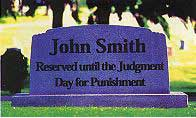 John Smith
Reserved until the Judgment
Day for Punishment